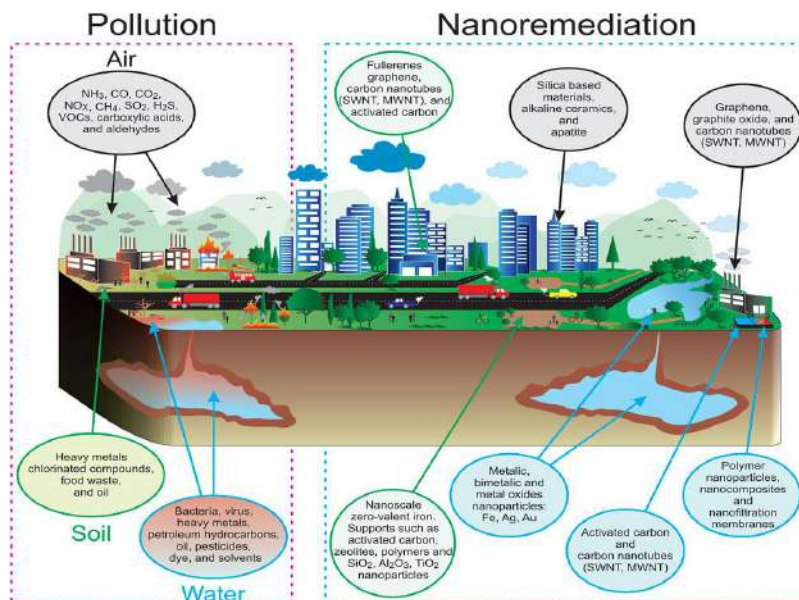 Pollution
Nanoremediation
Air
NH₃, CO, CO₂,
NOx, CH4, SO₂, H₂S,
VOCs, carboxylic acids,
and aldehydes
Fullerenes
graphene,
carbon nanotubes
(SWNT, MWNT), and
activated carbon
Silica based
materials,
alkaline ceramics,
and
apatite
Graphene,
graphite oxide, and
carbon nanotubes
(SWNT, MWNT)
Heavy metals
chlorinated compounds,
food waste,
and oil
Soil
Bacteria, virus,
heavy metals,
petroleum hydrocarbons,
oil, pesticides,
dye, and solvents
Water
Nanoscale
zero-valent iron.
Supports such as
activated carbon,
zeolites, polymers and
SiO₂, Al₂O₃, TiO₂
nanoparticles
Metalic,
bimetalic and
metal oxides
nanoparticles:
Fe, Ag, Au
Activated carbon
and
carbon nanotubes
(SWNT, MWNT)
Polymer
nanoparticles,
nanocomposites
and
nanofiltration
membranes